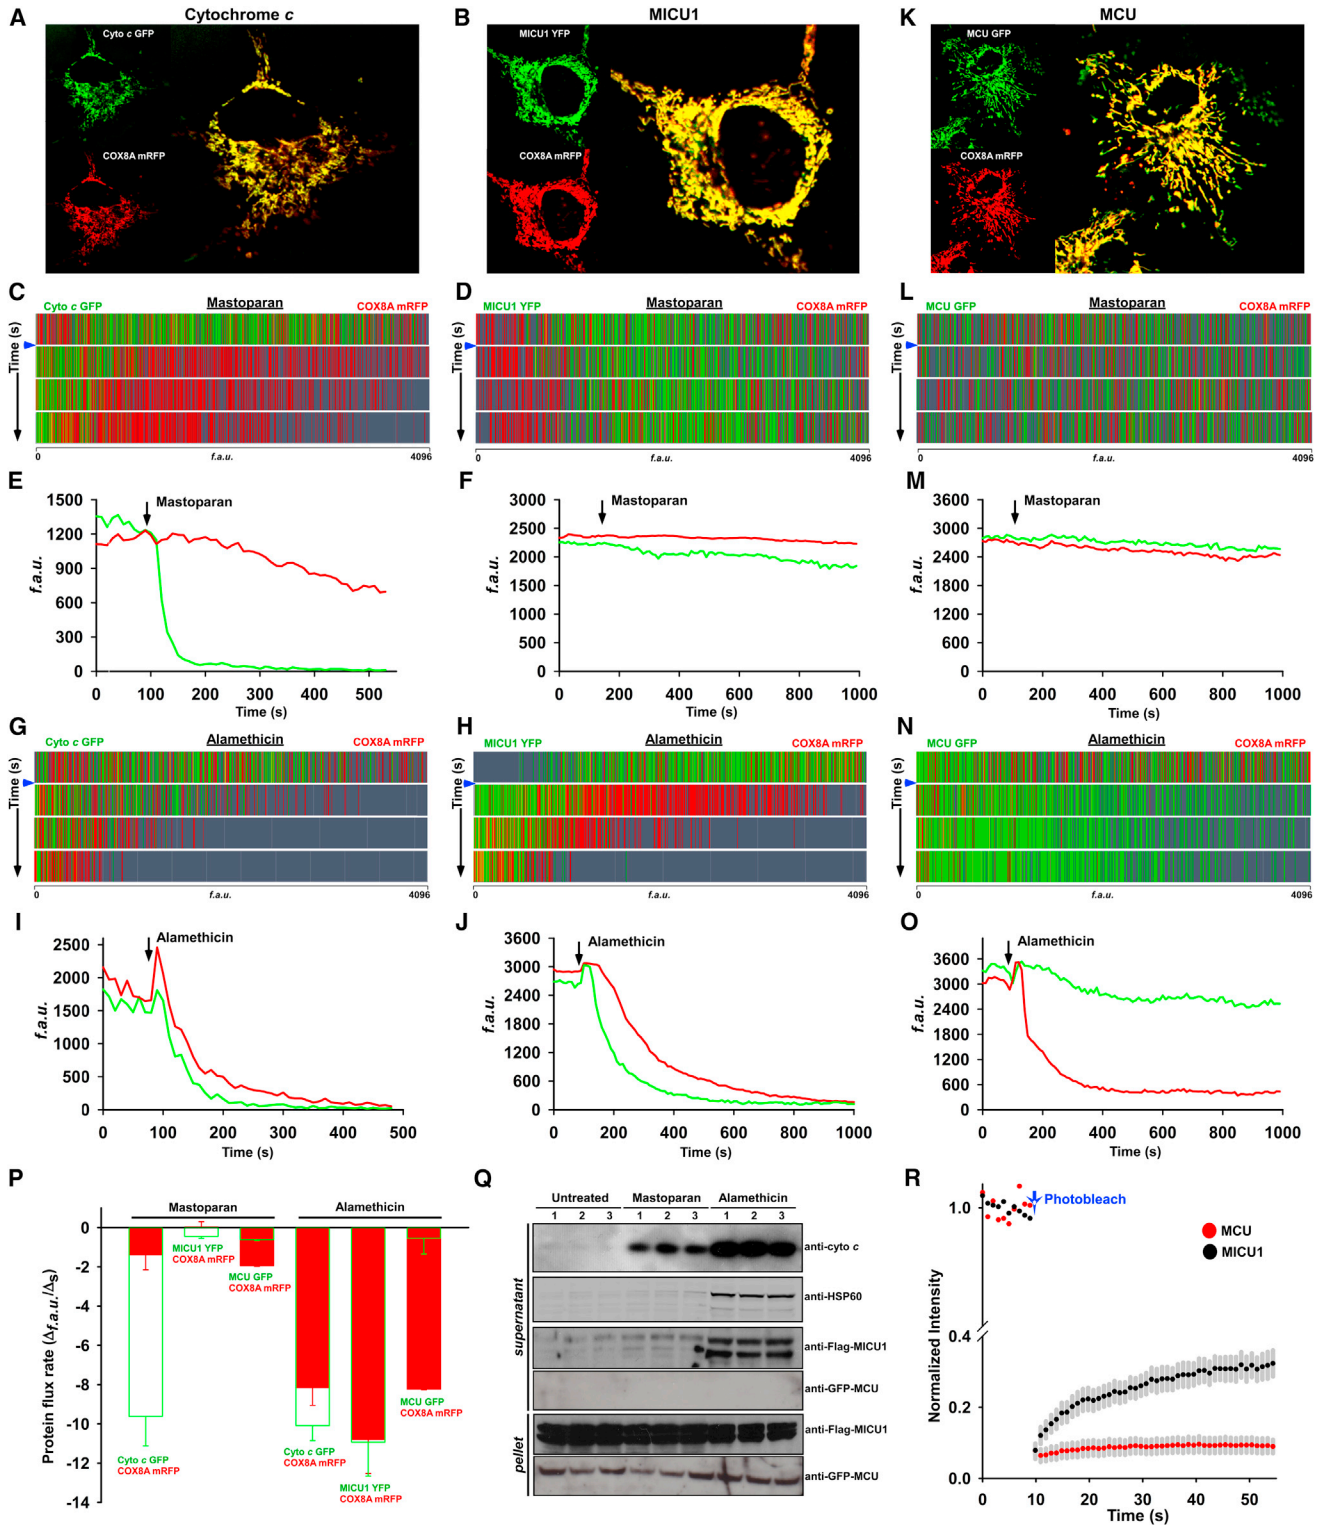 A
Cytochrome c
B
MICU1
K
MCU
Cyto c GFP
COX8A mRFP
MICU1 YFP
COX8A mRFP
MCU GFP
COX8A mRFP
C
Cyto c GFP
Mastoparan
COX8A mRFP
Time (s)
0
f.a.u.
4096
D
MICU1 YFP
Mastoparan
COX8A mRFP
Time (s)
0
f.a.u.
4096
L
MCU GFP
Mastoparan
COX8A mRFP
Time (s)
0
f.a.u.
4096
E
Mastoparan
1500
1200
900
600
300
0
f.a.u.
0 100 200 300 400 500
Time (s)
F
Mastoparan
3000
2500
2000
1500
1000
500
0
f.a.u.
0 200 400 600 800 1000
Time (s)
M
Mastoparan
3600
3000
2400
1800
1200
600
0
f.a.u.
0 200 400 600 800 1000
Time (s)
G
Cyto c GFP
Alamethicin
COX8A mRFP
Time (s)
0
f.a.u.
4096
H
MICU1 YFP
Alamethicin
COX8A mRFP
Time (s)
0
f.a.u.
4096
N
MCU GFP
Alamethicin
COX8A mRFP
Time (s)
0
f.a.u.
4096
I
Alamethicin
2500
2000
1500
1000
500
0
f.a.u.
0 100 200 300 400 500
Time (s)
J
Alamethicin
3600
3000
2400
1800
1200
600
0
f.a.u.
0 200 400 600 800 1000
Time (s)
O
Alamethicin
3600
3000
2400
1800
1200
600
0
f.a.u.
0 200 400 600 800 1000
Time (s)
P
Mastoparan
Alamethicin
0
-2
-4
-6
-8
-10
-12
-14
Protein flux rate (Δf.a.u./Δs)
MICU1 YFP
COX8A mRFP
MCU GFP
COX8A mRFP
Cyto c GFP
COX8A mRFP
MCU GFP
COX8A mRFP
Cyto c GFP
COX8A mRFP
MICU1 YFP
COX8A mRFP
Q
Untreated
Mastoparan
Alamethicin
1 2 3 1 2 3 1 2 3
supernatant
anti-cyto c
anti-HSP60
anti-Flag-MICU1
anti-GFP-MCU
pellet
anti-Flag-MICU1
anti-GFP-MCU
R
Photobleach
MCU
MICU1
1.0
0.4
0.2
0.0
Normalized Intensity
0 10 20 30 40 50
Time (s)